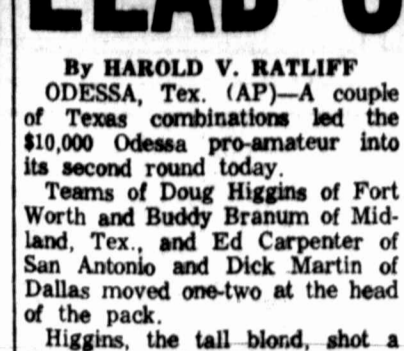 LEAD
By HAROLD V. RATLIFF
ODESSA, Tex. (AP)—A couple
of Texas combinations led the
$10,000 Odessa pro-amateur into
its second round today.
Teams of Doug Higgins of Fort
Worth and Buddy Branum of Mid-
land, Tex., and Ed Carpenter of
San Antonio and Dick Martin of
Dallas moved one-two at the head
of the pack.
Higgins, the tall blond, shot a